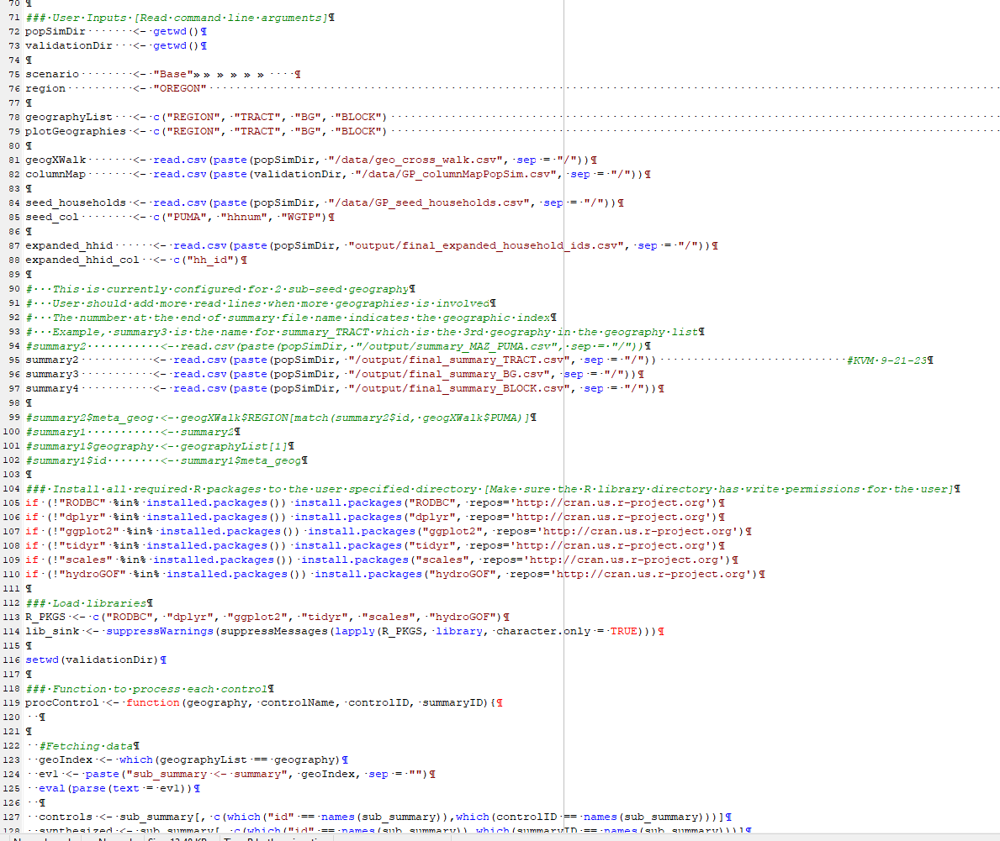 70
71 ### User Inputs [Read command line arguments]
72 popSimDir       <- getwd()
73 validationDir   <- getwd()
74
75 scenario        <- "Base"
76 region          <- "OREGON"
77
78 geographyList   <- c("REGION", "TRACT", "BG", "BLOCK")
79 plotGeographies <- c("REGION", "TRACT", "BG", "BLOCK")
80
81 geogXWalk       <- read.csv(paste(popSimDir, "/data/geo_cross_walk.csv", sep = "/"))
82 columnMap       <- read.csv(paste(validationDir, "/data/GP_columnMapPopSim.csv", sep = "/"))
83
84 seed_households <- read.csv(paste(popSimDir, "/data/GP_seed_households.csv", sep = "/"))
85 seed_col        <- c("PUMA", "hhnum", "WGTP")
86
87 expanded_hhid      <- read.csv(paste(popSimDir, "output/final_expanded_household_ids.csv", sep = "/"))
88 expanded_hhid_col  <- c("hh_id")
89
90 #   This is currently configured for 2 sub-seed geography
91 #   User should add more read lines when more geographies is involved
92 #   The nummber at the end of summary file name indicates the geographic index
93 #   Example, summary3 is the name for summary_TRACT which is the 3rd geography in the geography list
94 #summary2           <- read.csv(paste(popSimDir, "/output/summary_MAZ_PUMA.csv", sep = "/"))
95 summary2           <- read.csv(paste(popSimDir, "/output/final_summary_TRACT.csv", sep = "/"))                             #KVM 9-21-23
96 summary3           <- read.csv(paste(popSimDir, "/output/final_summary_BG.csv", sep = "/"))
97 summary4           <- read.csv(paste(popSimDir, "/output/final_summary_BLOCK.csv", sep = "/"))
98
99 #summary2$meta_geog <- geogXWalk$REGION[match(summary2$id, geogXWalk$PUMA)]
100 #summary1           <- summary2
101 #summary1$geography <- geographyList[1]
102 #summary1$id        <- summary1$meta_geog
103
104 ### Install all required R packages to the user specified directory [Make sure the R library directory has write permissions for the user]
105 if (!"RODBC" %in% installed.packages()) install.packages("RODBC", repos='http://cran.us.r-project.org')
106 if (!"dplyr" %in% installed.packages()) install.packages("dplyr", repos='http://cran.us.r-project.org')
107 if (!"ggplot2" %in% installed.packages()) install.packages("ggplot2", repos='http://cran.us.r-project.org')
108 if (!"tidyr" %in% installed.packages()) install.packages("tidyr", repos='http://cran.us.r-project.org')
109 if (!"scales" %in% installed.packages()) install.packages("scales", repos='http://cran.us.r-project.org')
110 if (!"hydroGOF" %in% installed.packages()) install.packages("hydroGOF", repos='http://cran.us.r-project.org')
111
112 ### Load libraries
113 R_PKGS <- c("RODBC", "dplyr", "ggplot2", "tidyr", "scales", "hydroGOF")
114 lib_sink <- suppressWarnings(suppressMessages(lapply(R_PKGS, library, character.only = TRUE)))
115
116 setwd(validationDir)
117
118 ### Function to process each control
119 procControl <- function(geography, controlName, controlID, summaryID){
120
121
122   #Fetching data
123   geoIndex <- which(geographyList == geography)
124   ev1 <- paste("sub_summary <- summary", geoIndex, sep = "")
125   eval(parse(text = ev1))
126
127   controls <- sub_summary[, c(which("id" == names(sub_summary)),which(controlID == names(sub_summary)))]
128   synthesized <- sub_summary[, c(which("id" == names(sub_summary)),which(summaryID == names(sub_summary)))]